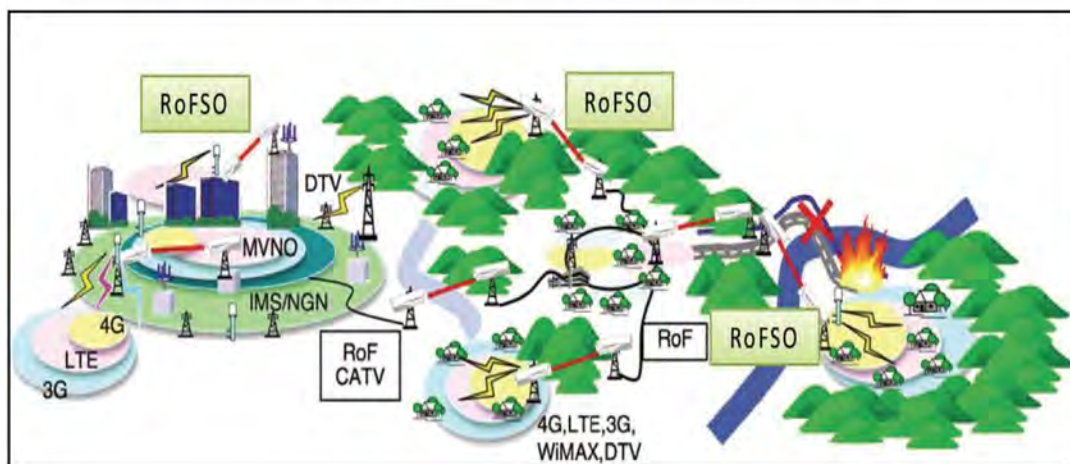 RoFSO
RoFSO
DTV
MVNO
IMS/NGN
4G
LTE
3G
RoF
CATV
RoF
RoFSO
4G,LTE,3G,
WiMAX,DTV